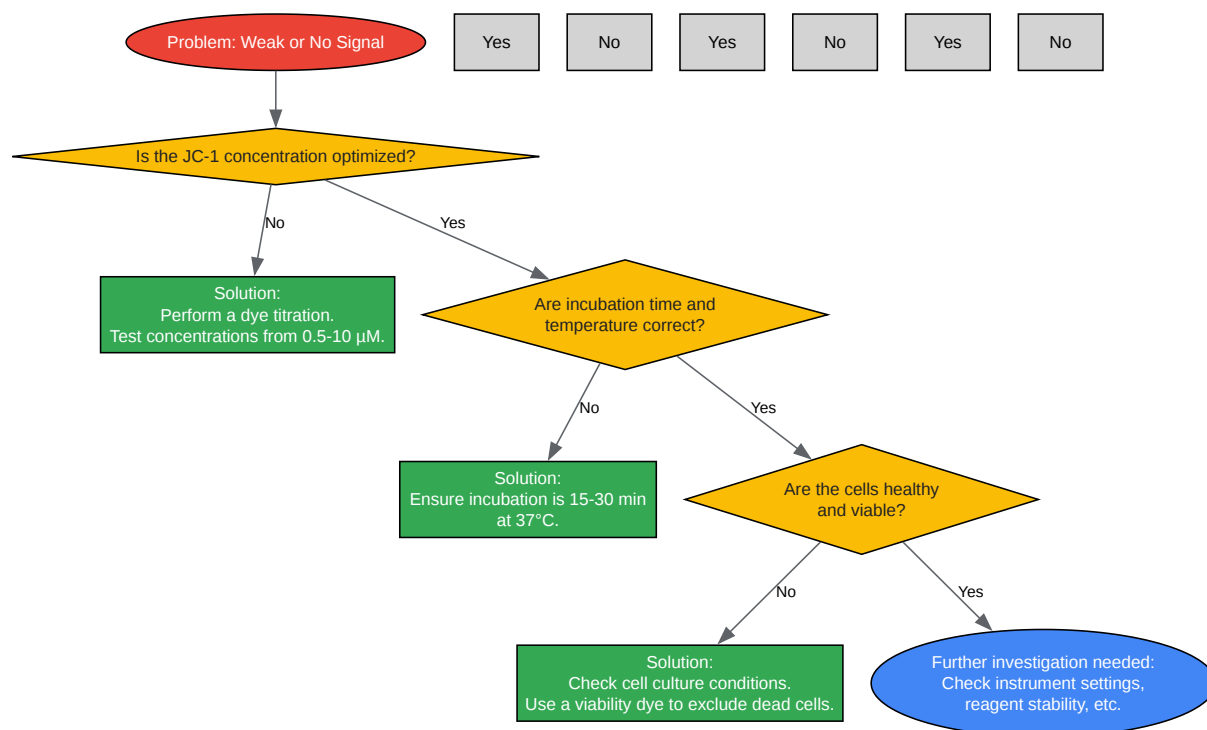 Problem: Weak or No Signal
Yes
No
Yes
No
Yes
No
Is the JC-1 concentration optimized?
No
Yes
Solution:
Perform a dye titration.
Test concentrations from 0.5-10 µM.
Are incubation time and
temperature correct?
No
Yes
Solution:
Ensure incubation is 15-30 min
at 37°C.
Are the cells healthy
and viable?
No
Yes
Solution:
Check cell culture conditions.
Use a viability dye to exclude dead cells.
Further investigation needed:
Check instrument settings,
reagent stability, etc.